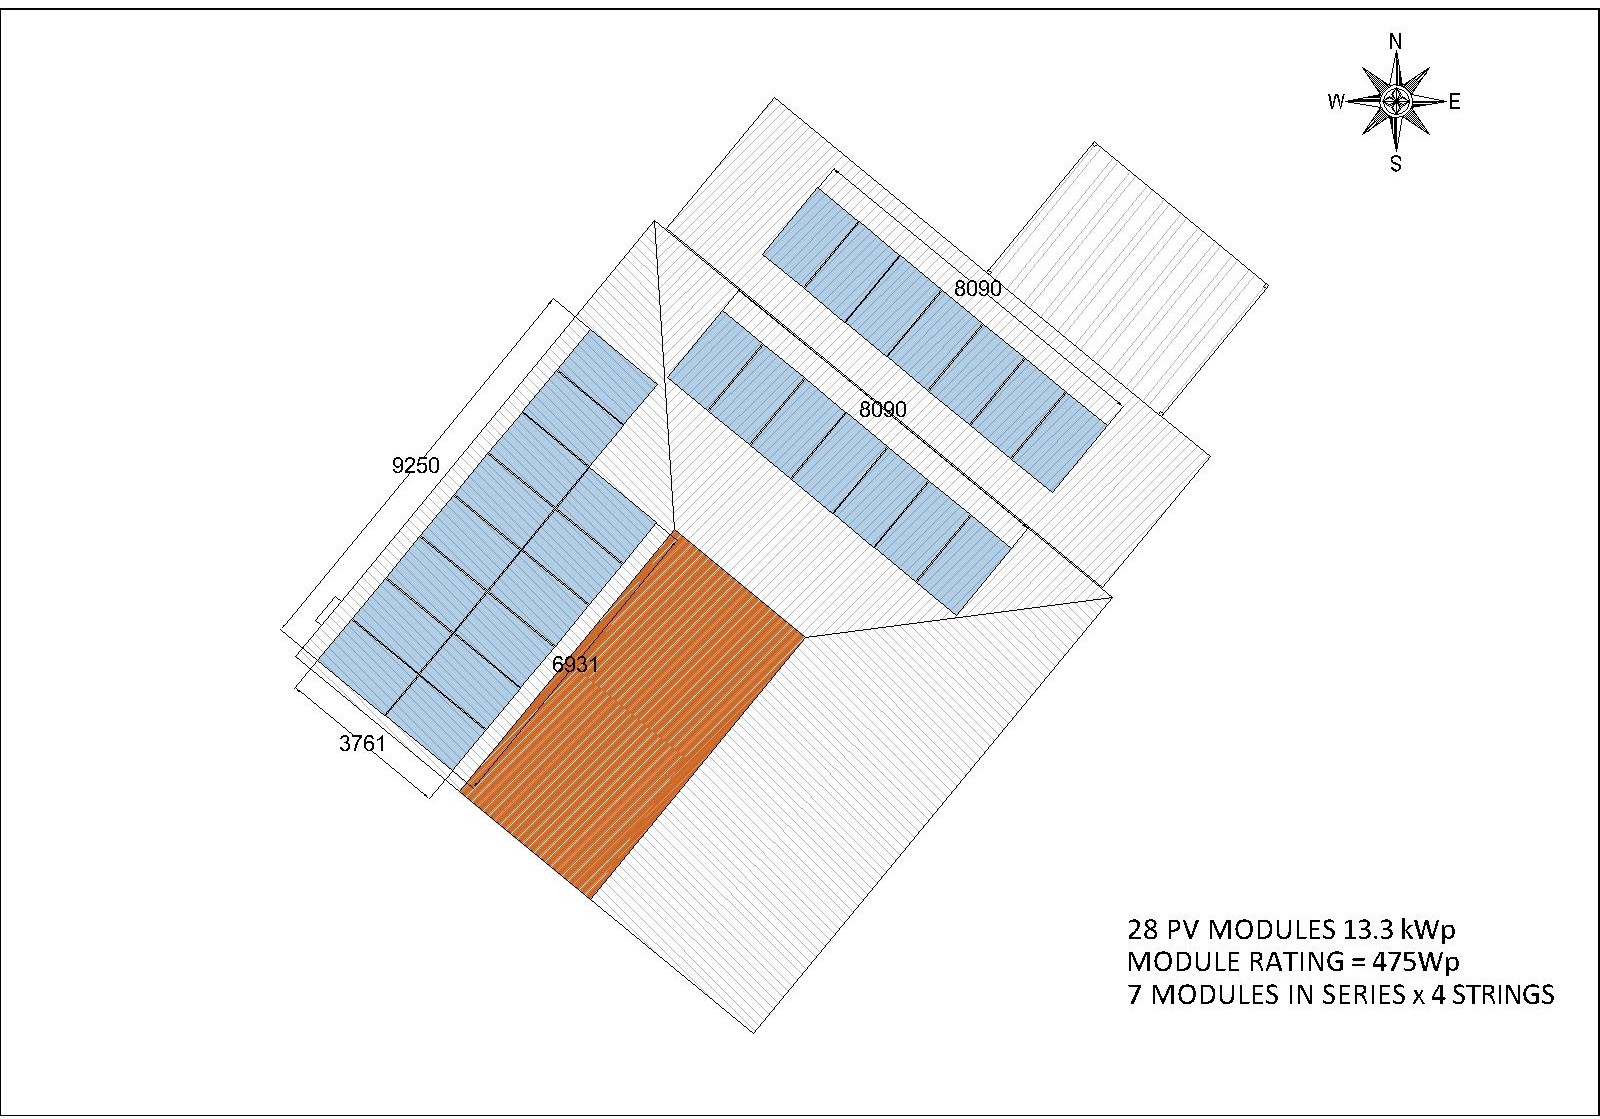 N
W E
S
8090
8090
9250
6931
3761
28 PV MODULES 13.3 kWp
MODULE RATING = 475Wp
7 MODULES IN SERIES x 4 STRINGS